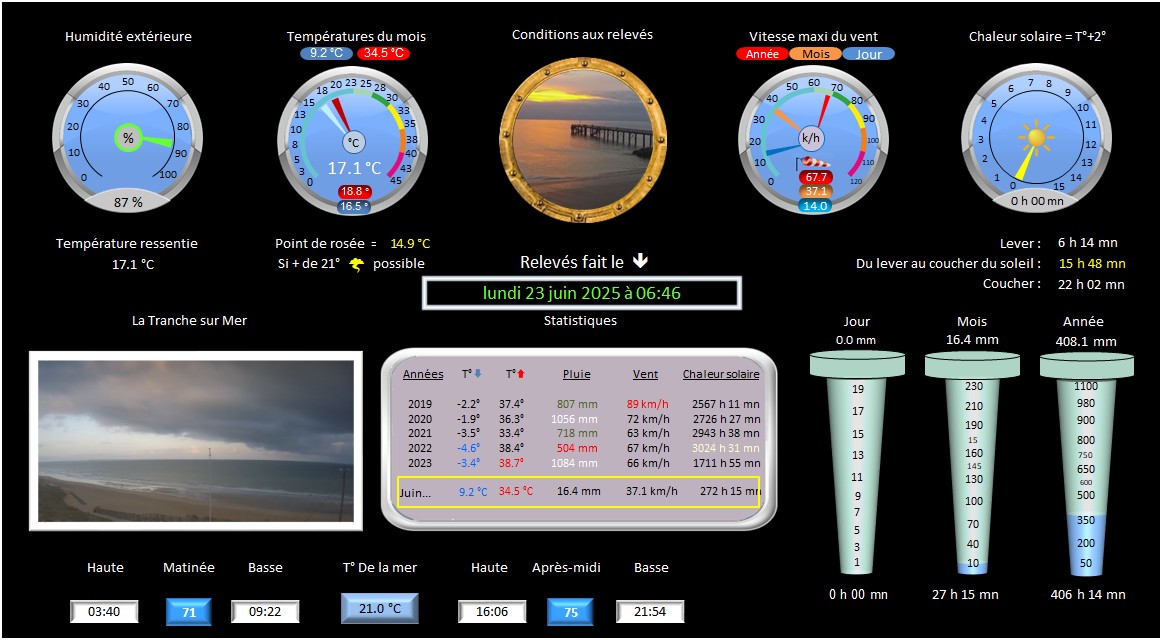 Humidité extérieure
Températures du mois
Conditions aux relevés
Vitesse maxi du vent
Chaleur solaire = T°+2°
9.2 °C 34.5 °C
Année Mois Jour
0 10 20 30 40 50 60 70 80 90 100
%
87 %
0 3 5 8 10 13 15 18 20 23 25 28 30 33 35 38 40 43 45
°C
17.1 °C
18.8 °
16.5 °
0 10 20 30 40 50 60 70 80 90 100 110 120
k/h
67.7
37.1
14.0
0 1 2 3 4 5 6 7 8 9 10 11 12 13 14 15
0 h 00 mn
Température ressentie
17.1 °C
Point de rosée = 14.9 °C
Si + de 21° possible
Relevés fait le
lundi 23 juin 2025 à 06:46
Lever : 6 h 14 mn
Du lever au coucher du soleil : 15 h 48 mn
Coucher : 22 h 02 mn
La Tranche sur Mer
Statistiques
Années T° T° Pluie Vent Chaleur solaire
2019 -2.2° 37.4° 807 mm 89 km/h 2567 h 11 mn
2020 -1.9° 36.3° 1056 mm 72 km/h 2726 h 27 mn
2021 -3.5° 33.4° 718 mm 63 km/h 2943 h 38 mn
2022 -4.6° 38.4° 504 mm 67 km/h 3024 h 31 mn
2023 -3.4° 38.7° 1084 mm 66 km/h 1711 h 55 mn
Juin... 9.2 °C 34.5 °C 16.4 mm 37.1 km/h 272 h 15 mn
Jour
0.0 mm
19
17
15
13
11
9
7
5
3
1
0 h 00 mn
Mois
16.4 mm
230
210
190
15
160
145
130
100
70
40
10
27 h 15 mn
Année
408.1 mm
1100
980
900
800
750
650
600
500
350
200
50
406 h 14 mn
Haute Matinée Basse T° De la mer Haute Après-midi Basse
03:40 71 09:22 21.0 °C 16:06 75 21:54